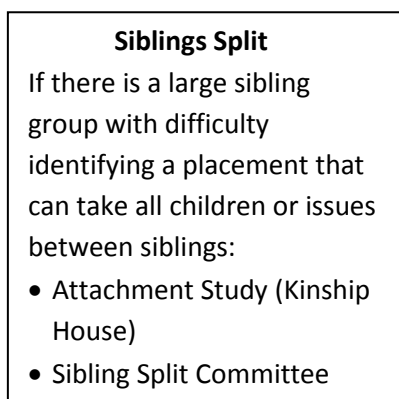 Siblings Split
If there is a large sibling
group with difficulty
identifying a placement that
can take all children or issues
between siblings:
• Attachment Study (Kinship
House)
• Sibling Split Committee